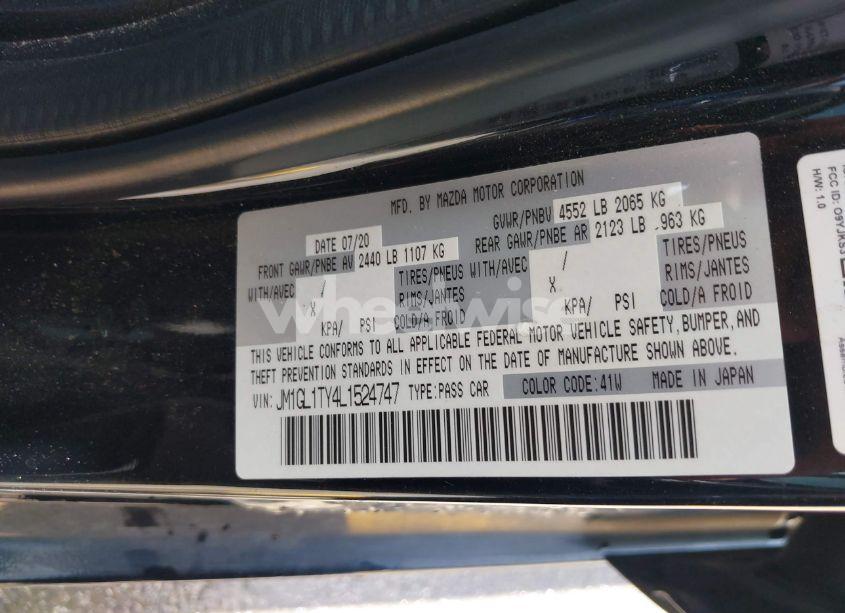 MFD. BY MAZDA MOTOR CORPORATION
DATE 07/20 GVWR/PNBV 4552 LB 2065 KG
FRONT GAWR/PNBE AV 2440 LB 1107 KG REAR GAWR/PNBE AR 2123 LB 963 KG
WITH/AVEC / TIRES/PNEUS WITH/AVEC / TIRES/PNEUS
X RIMS/JANTES X RIMS/JANTES
KPA/ PSI COLD/A FROID KPA/ PSI COLD/A FROID
THIS VEHICLE CONFORMS TO ALL APPLICABLE FEDERAL MOTOR VEHICLE SAFETY, BUMPER, AND
THEFT PREVENTION STANDARDS IN EFFECT ON THE DATE OF MANUFACTURE SHOWN ABOVE.
VIN: JM1GL1TY4L1524747 TYPE:PASS CAR COLOR CODE:41W MADE IN JAPAN
wheelwise
H/W: 1.0